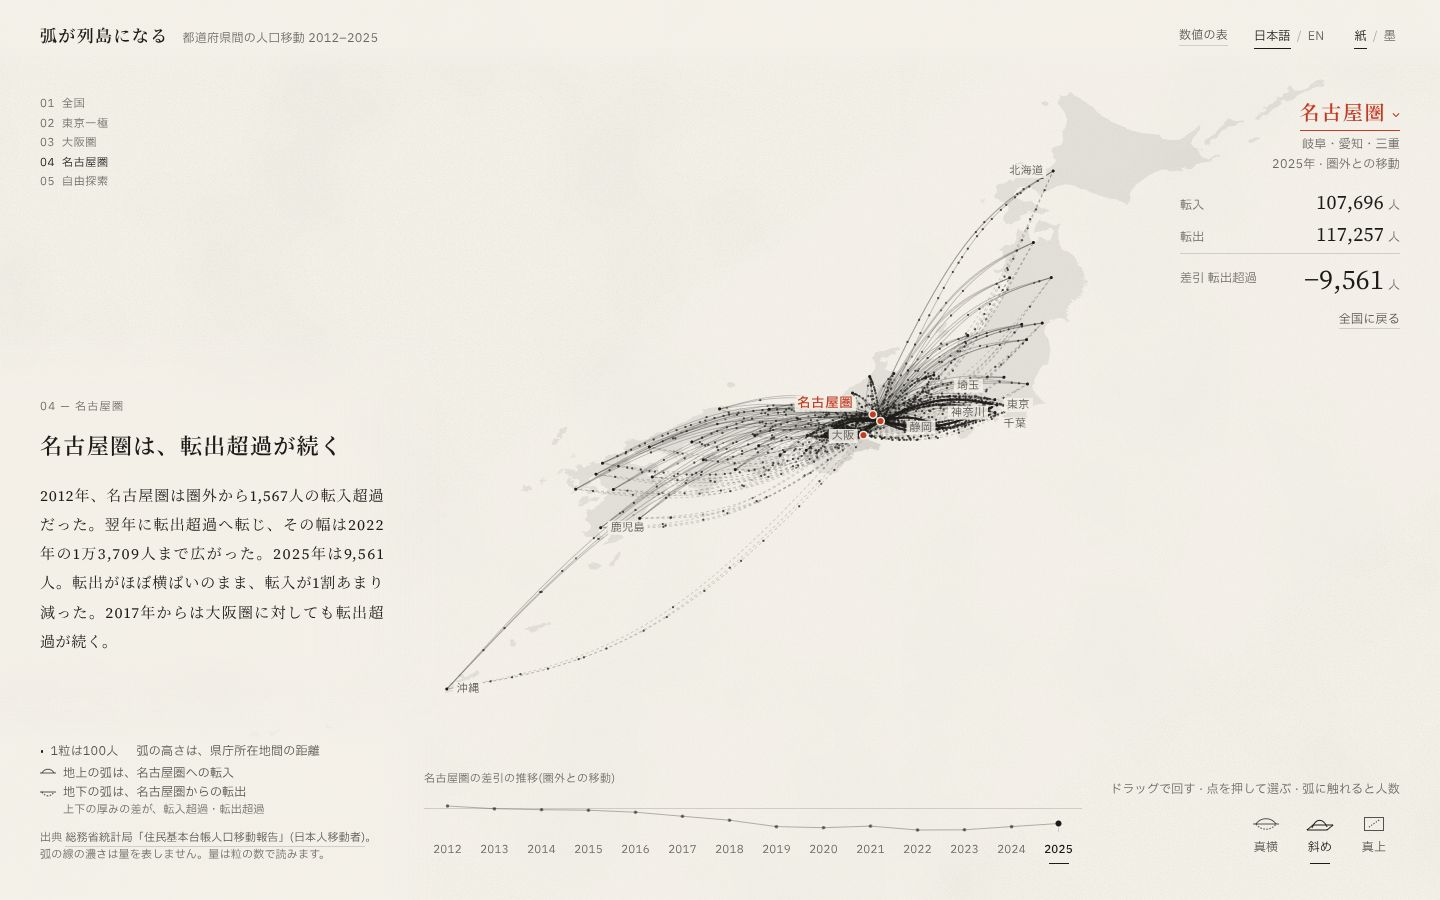 弧が列島になる 都道府県間の人口移動 2012–2025
数値の表 日本語 / EN 紙 / 墨
01 全国
02 東京一極
03 大阪圏
04 名古屋圏
05 自由探索
名古屋圏
岐阜・愛知・三重
2025年・圏外との移動
転入 107,696 人
転出 117,257 人
差引 転出超過 −9,561 人
全国に戻る
北海道
埼玉
東京
神奈川
千葉
静岡
名古屋圏
大阪
鹿児島
沖縄
04 — 名古屋圏
名古屋圏は、転出超過が続く
2012年、名古屋圏は圏外から1,567人の転入超過
だった。翌年に転出超過へ転じ、その幅は2022
年の1万3,709人まで広がった。2025年は9,561
人。転出がほぼ横ばいのまま、転入が1割あまり
減った。2017年からは大阪圏に対しても転出超
過が続く。
1粒は100人 弧の高さは、県庁所在地間の距離
地上の弧は、名古屋圏への転入
地下の弧は、名古屋圏からの転出
上下の厚みの差が、転入超過・転出超過
出典 総務省統計局「住民基本台帳人口移動報告」(日本人移動者)。
弧の線の濃さは量を表しません。量は粒の数で読みます。
名古屋圏の差引の推移(圏外との移動)
2012 2013 2014 2015 2016 2017 2018 2019 2020 2021 2022 2023 2024 2025
ドラッグで回す・点を押して選ぶ・弧に触れると人数
真横 斜め 真上